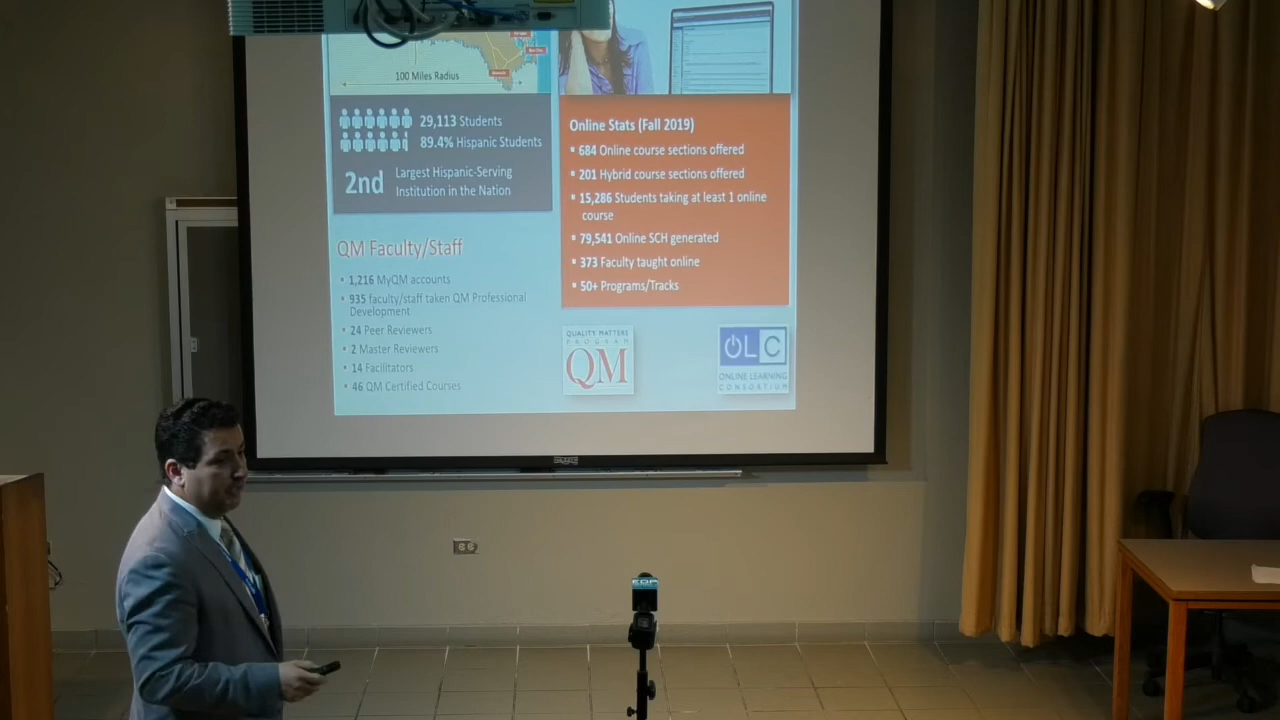 100 Miles Radius
29,113 Students
89.4% Hispanic Students
2nd
Largest Hispanic-Serving
Institution in the Nation
QM Faculty/Staff
▪ 1,216 MyQM accounts
▪ 935 faculty/staff taken QM Professional
Development
▪ 24 Peer Reviewers
▪ 2 Master Reviewers
▪ 14 Facilitators
▪ 46 QM Certified Courses
Online Stats (Fall 2019)
▪ 684 Online course sections offered
▪ 201 Hybrid course sections offered
▪ 15,286 Students taking at least 1 online
course
▪ 79,541 Online SCH generated
▪ 373 Faculty taught online
▪ 50+ Programs/Tracks
QUALITY MATTERS
PROGRAM
QM
OLC
ONLINE LEARNING
CONSORTIUM